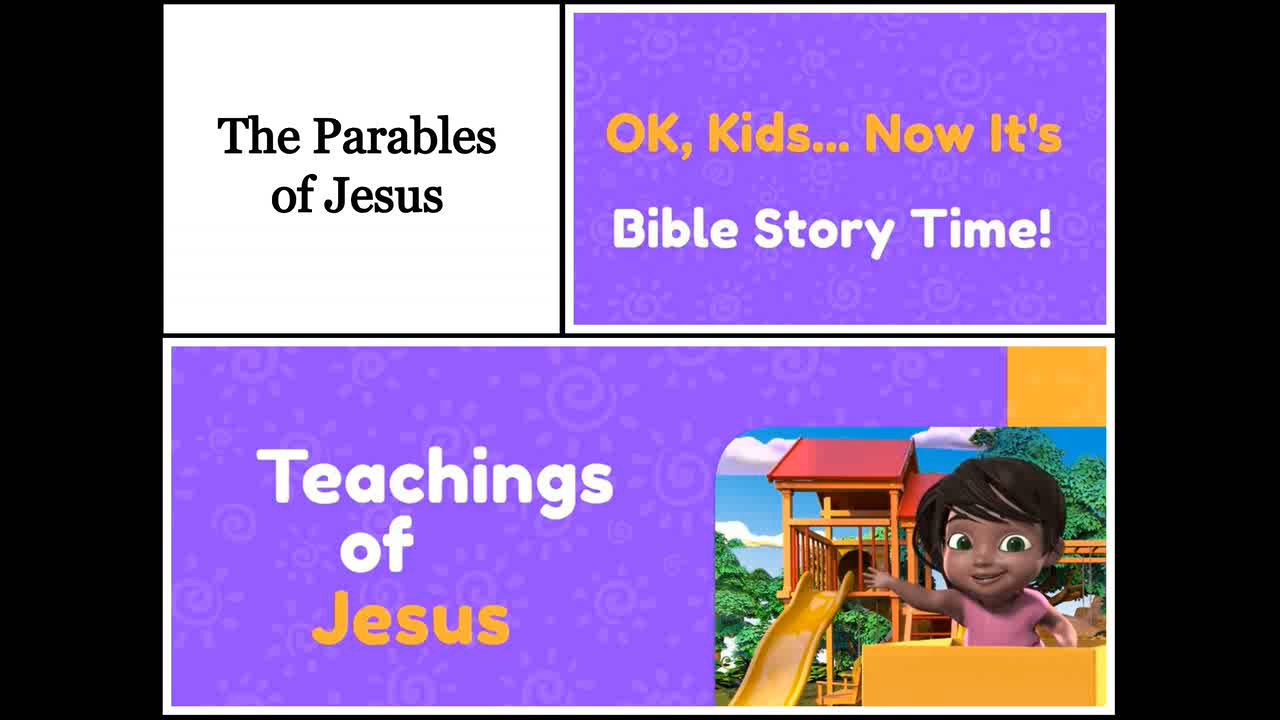 The Parables
of Jesus
OK, Kids... Now It's
Bible Story Time!
Teachings
of
Jesus